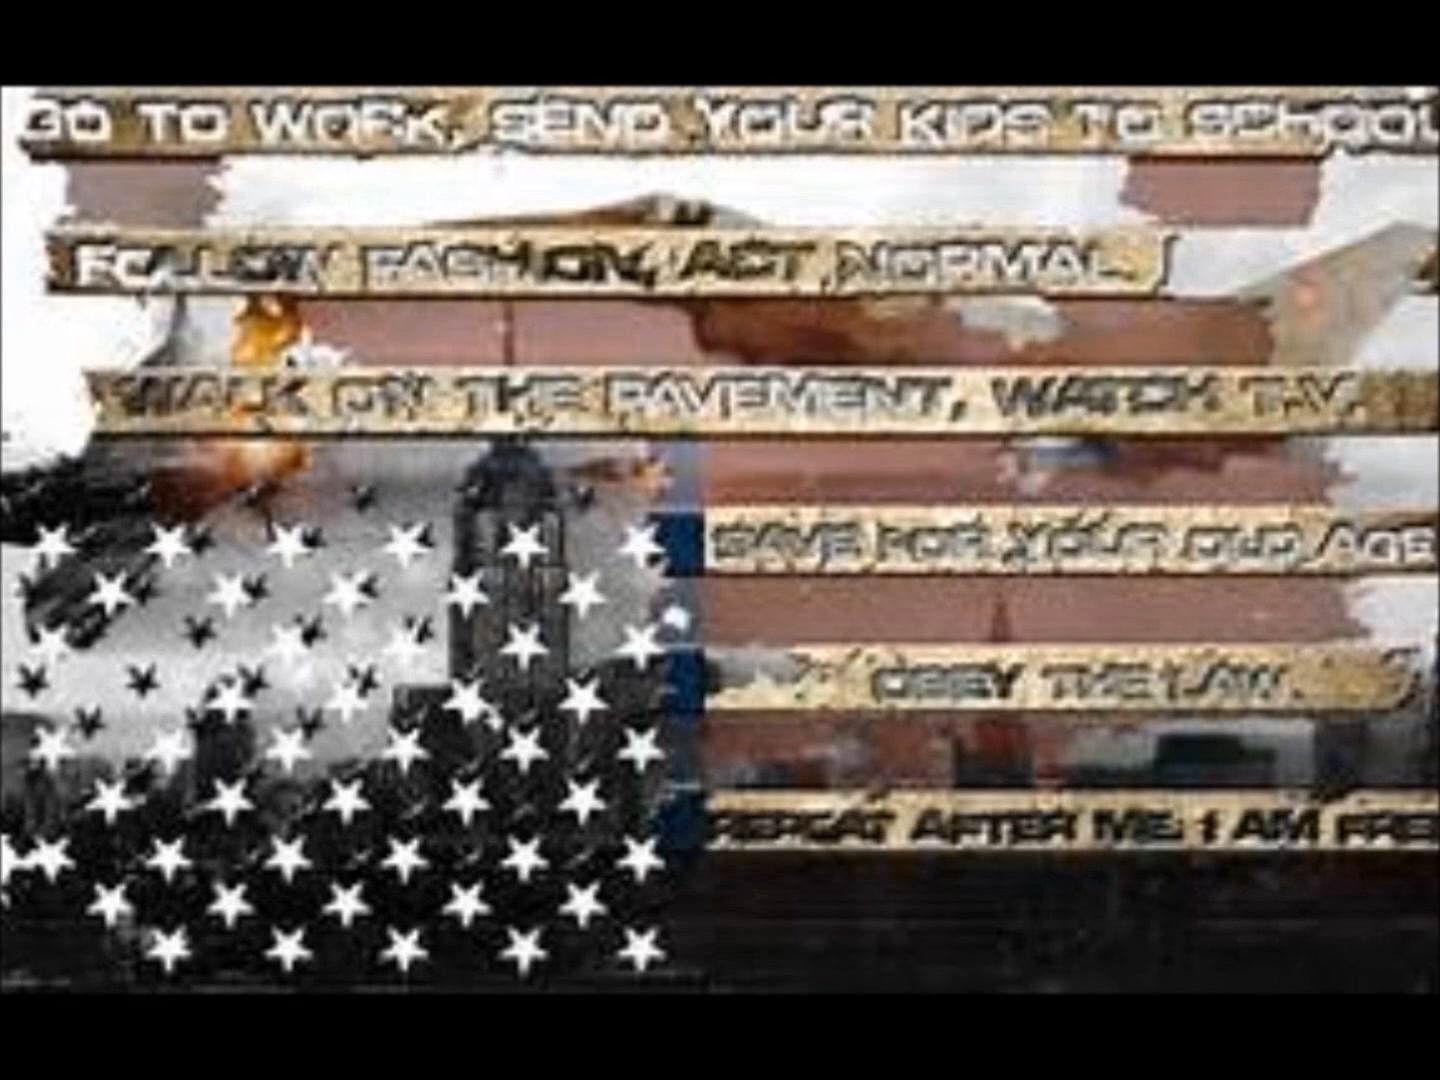 GO TO WORK, SEND YOUR KIDS TO SCHOOL
FOLLOW FASHION, ACT NORMAL
WALK ON THE PAVEMENT, WATCH T.V.
SAVE FOR YOUR OLD AGE
OBEY THE LAW
REPEAT AFTER ME: I AM FREE